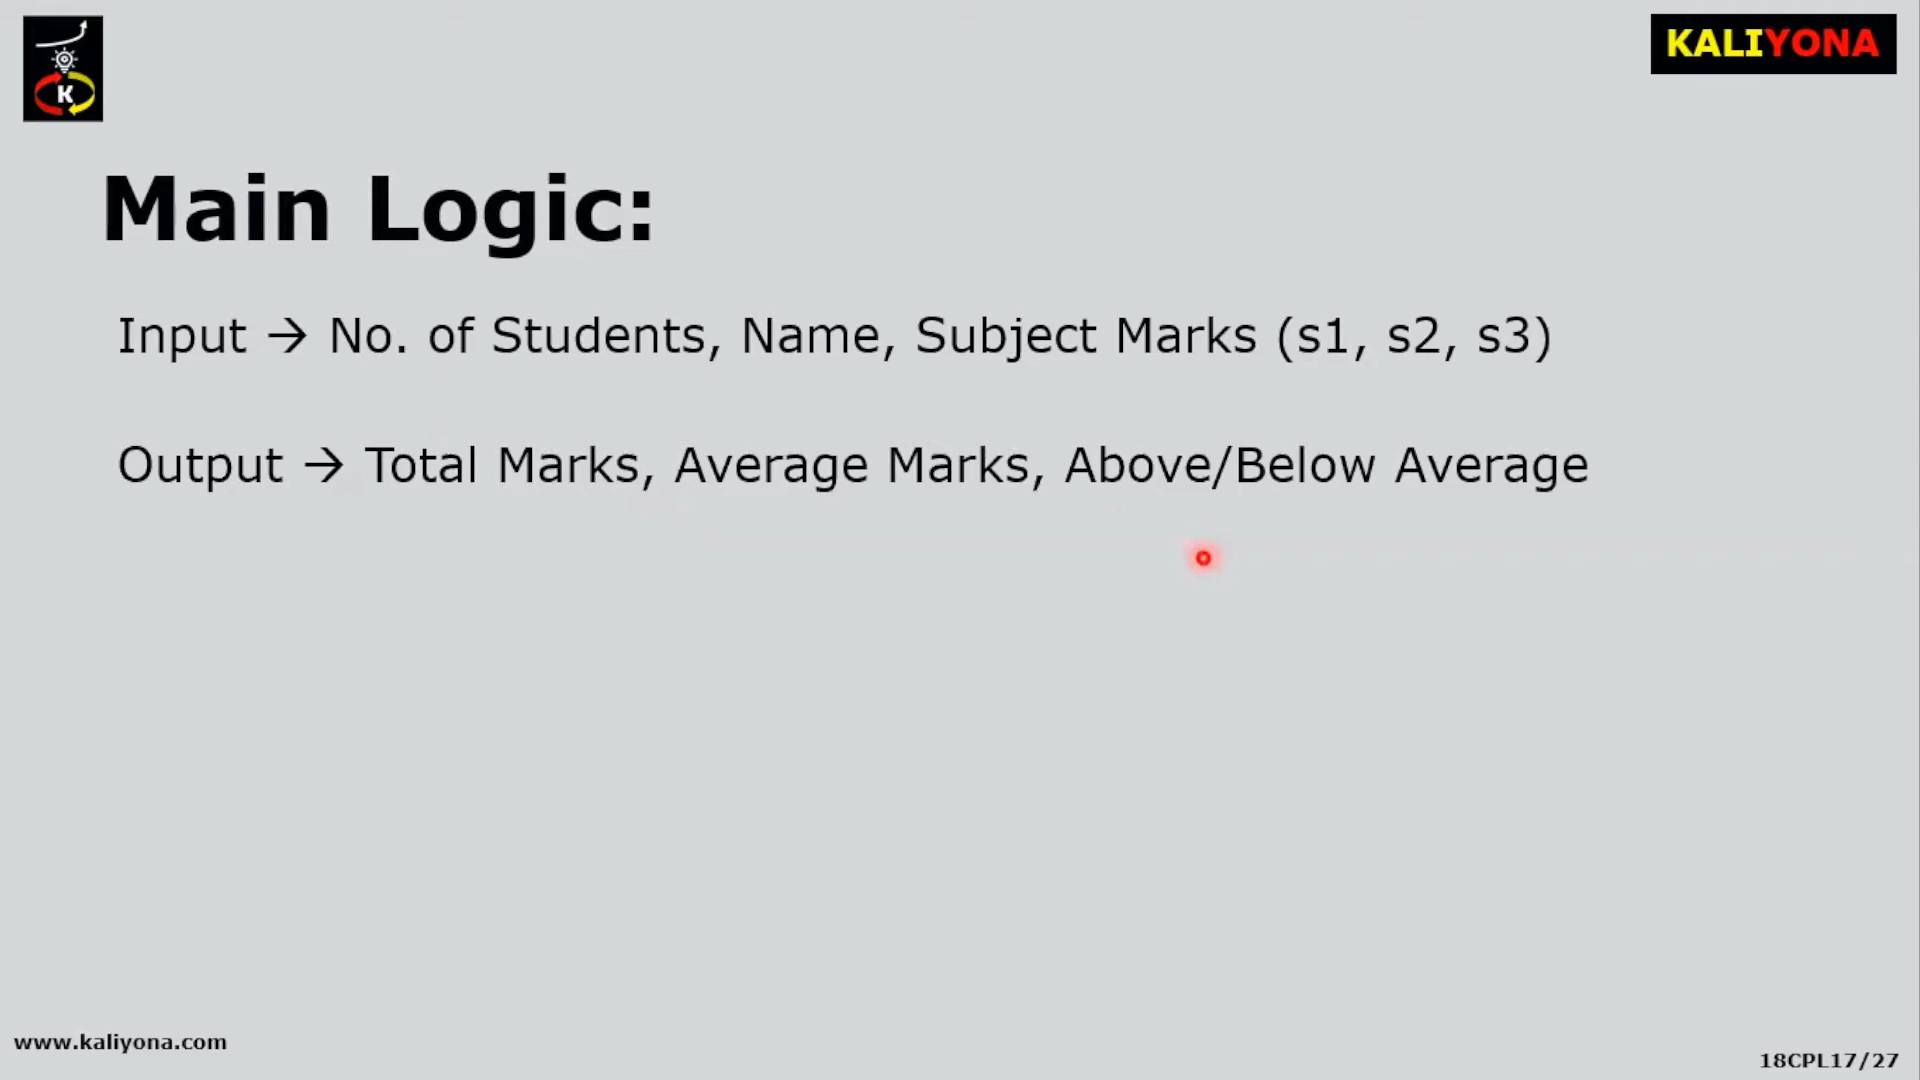 K
KALIYONA
Main Logic:
Input → No. of Students, Name, Subject Marks (s1, s2, s3)
Output → Total Marks, Average Marks, Above/Below Average
www.kaliyona.com
18CPL17/27